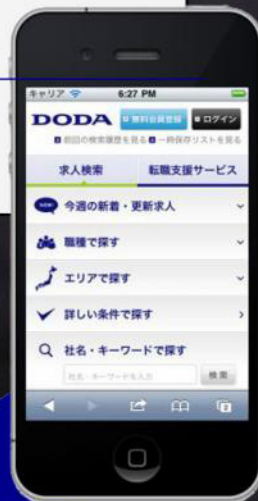 キャリア 6:27 PM
DODA 無料会員登録 ログイン
前回の検索履歴を見る 一時保存リストを見る
求人検索 転職支援サービス
NEW! 今週の新着・更新求人
職種で探す
エリアで探す
詳しい条件で探す
社名・キーワードで探す
社名・キーワードを入力 検索
2